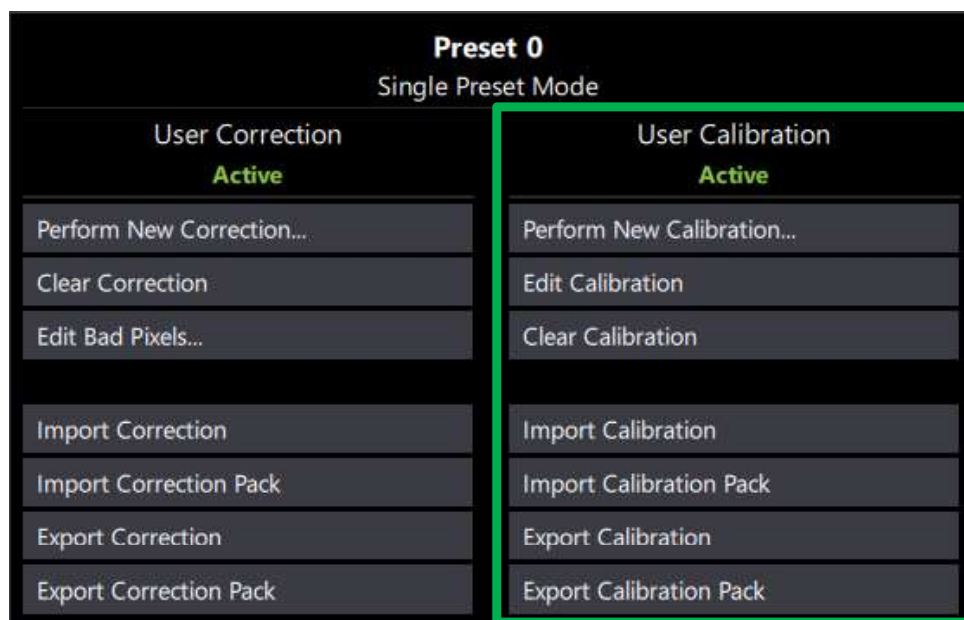 Preset 0
Single Preset Mode
User Correction
Active
Perform New Correction...
Clear Correction
Edit Bad Pixels...
Import Correction
Import Correction Pack
Export Correction
Export Correction Pack
User Calibration
Active
Perform New Calibration...
Edit Calibration
Clear Calibration
Import Calibration
Import Calibration Pack
Export Calibration
Export Calibration Pack